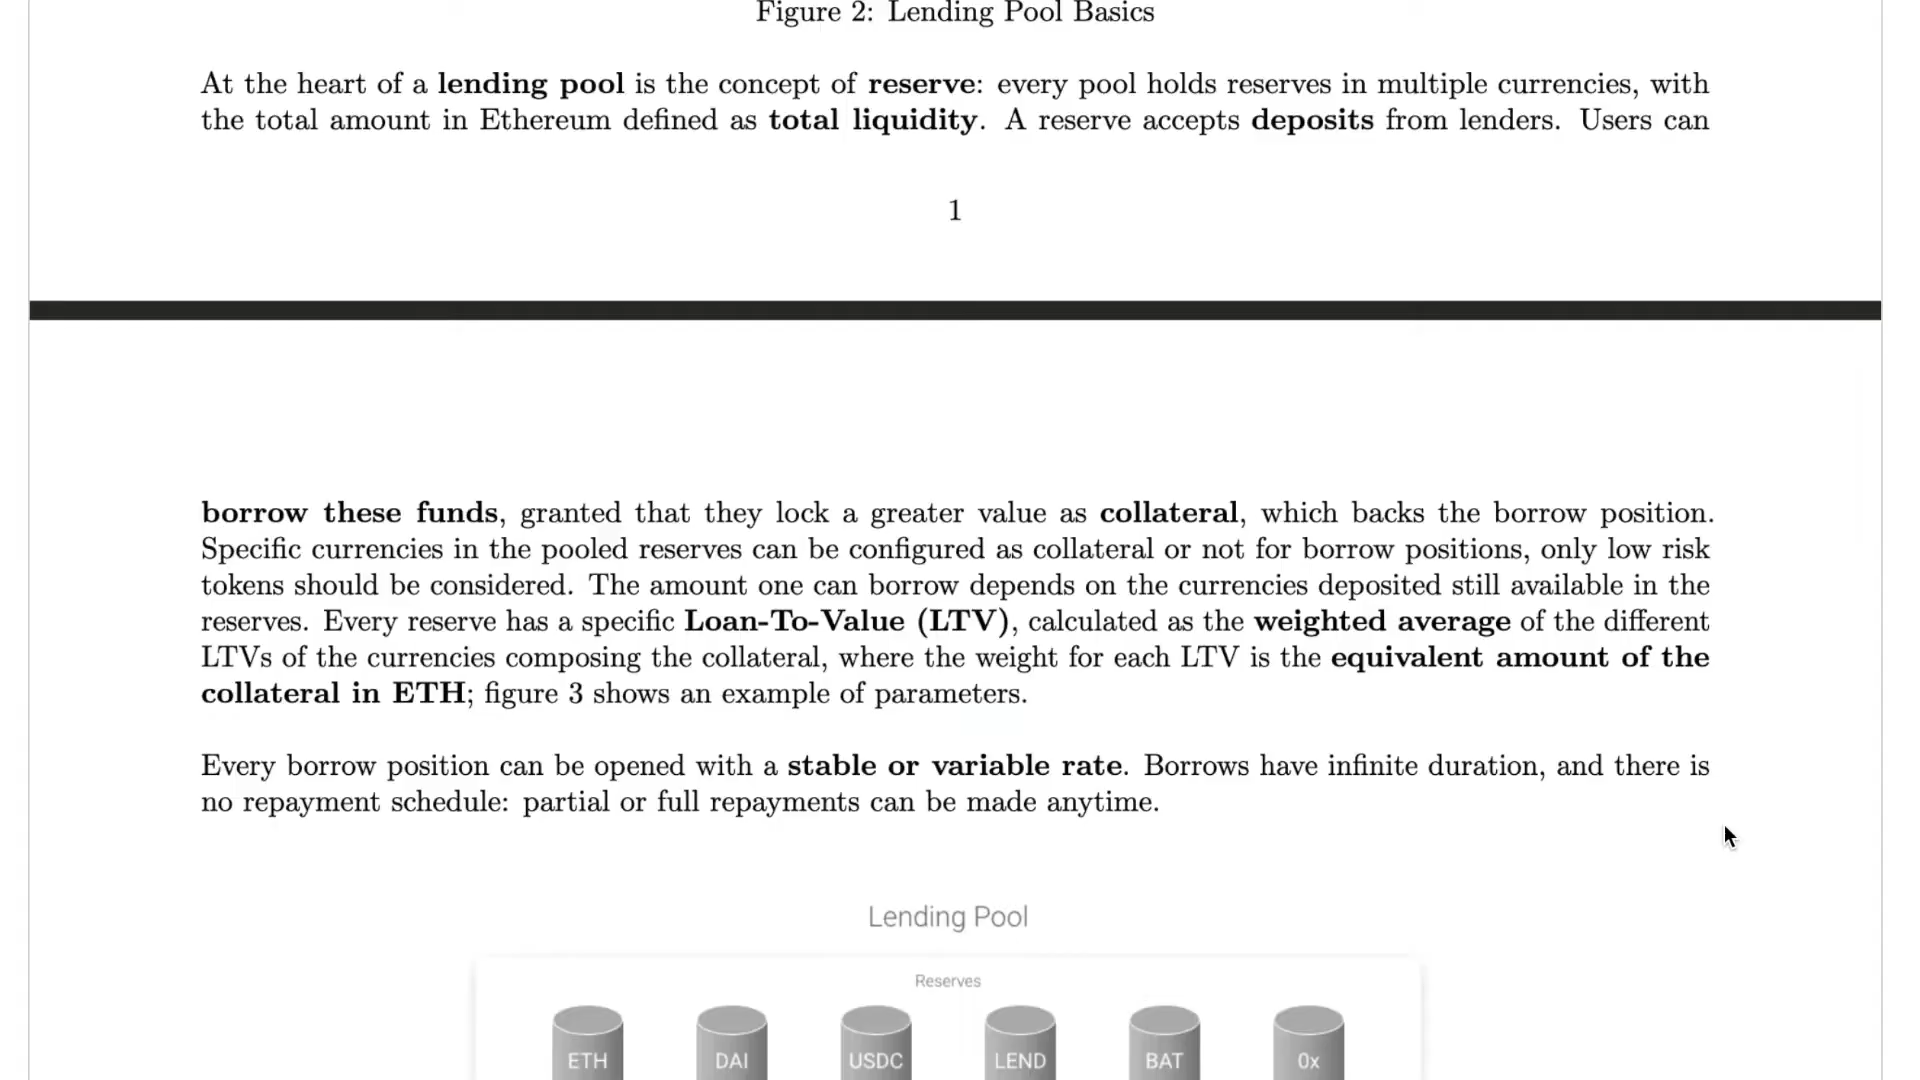 Figure 2: Lending Pool Basics
At the heart of a lending pool is the concept of reserve: every pool holds reserves in multiple currencies, with
the total amount in Ethereum defined as total liquidity. A reserve accepts deposits from lenders. Users can
1
borrow these funds, granted that they lock a greater value as collateral, which backs the borrow position.
Specific currencies in the pooled reserves can be configured as collateral or not for borrow positions, only low risk
tokens should be considered. The amount one can borrow depends on the currencies deposited still available in the
reserves. Every reserve has a specific Loan-To-Value (LTV), calculated as the weighted average of the different
LTVs of the currencies composing the collateral, where the weight for each LTV is the equivalent amount of the
collateral in ETH; figure 3 shows an example of parameters.
Every borrow position can be opened with a stable or variable rate. Borrows have infinite duration, and there is
no repayment schedule: partial or full repayments can be made anytime.
Lending Pool
Reserves
ETH DAI USDC LEND BAT 0x